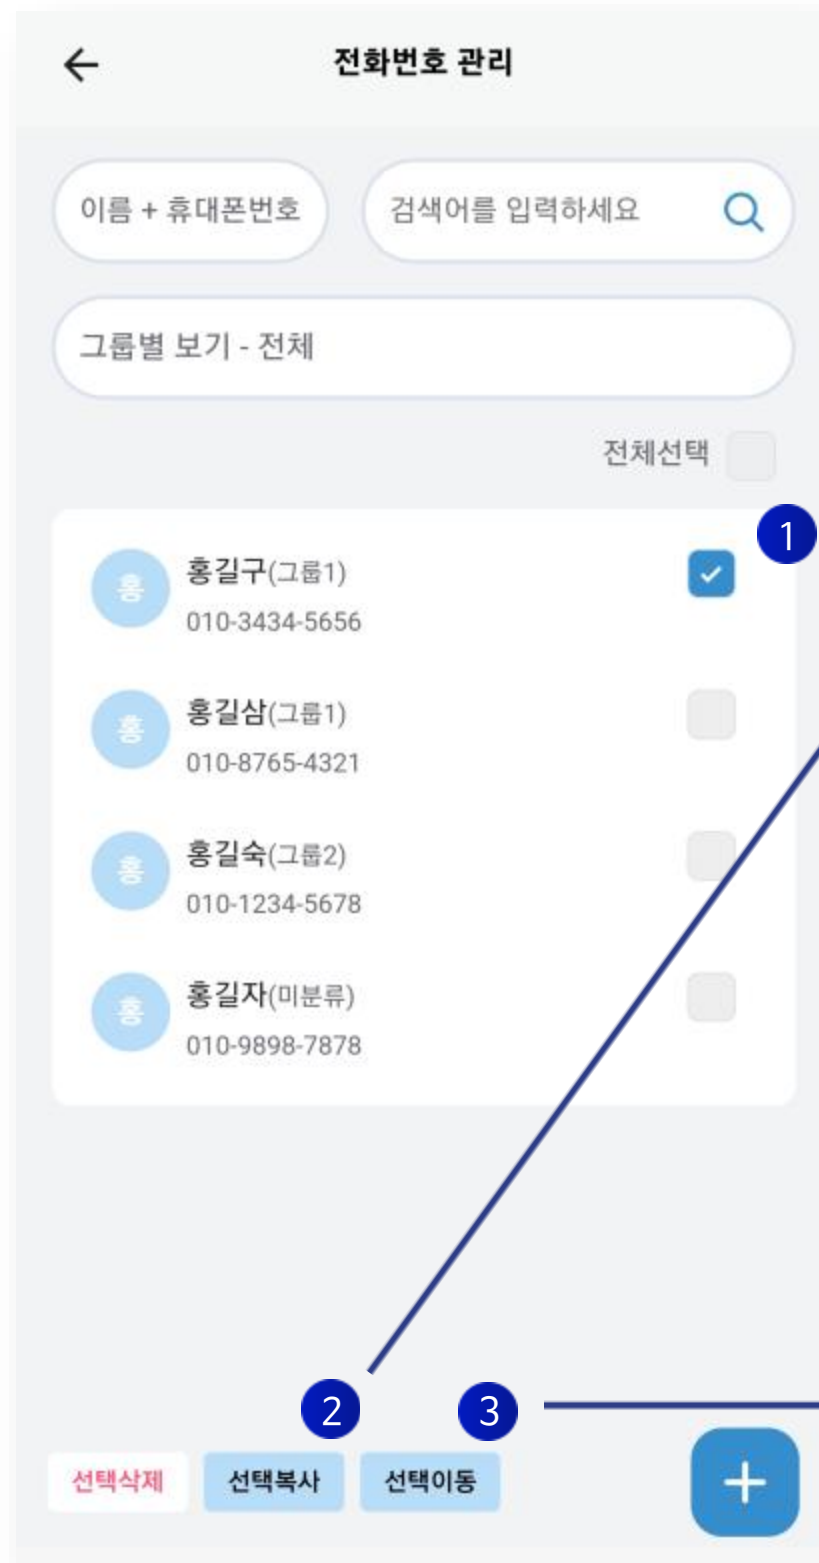 전화번호 관리
이름 + 휴대폰번호
검색어를 입력하세요
그룹별 보기 - 전체
전체선택
1
홍
홍길구(그룹1)
010-3434-5656
홍
홍길삼(그룹1)
010-8765-4321
홍
홍길숙(그룹2)
010-1234-5678
홍
홍길자(미분류)
010-9898-7878
2
3
선택삭제
선택복사
선택이동